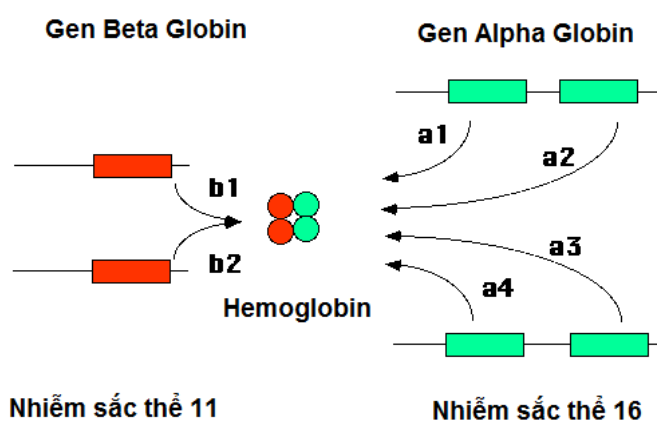 Gen Beta Globin
Gen Alpha Globin
a1
a2
b1
b2
a3
a4
Hemoglobin
Nhiễm sắc thể 11
Nhiễm sắc thể 16